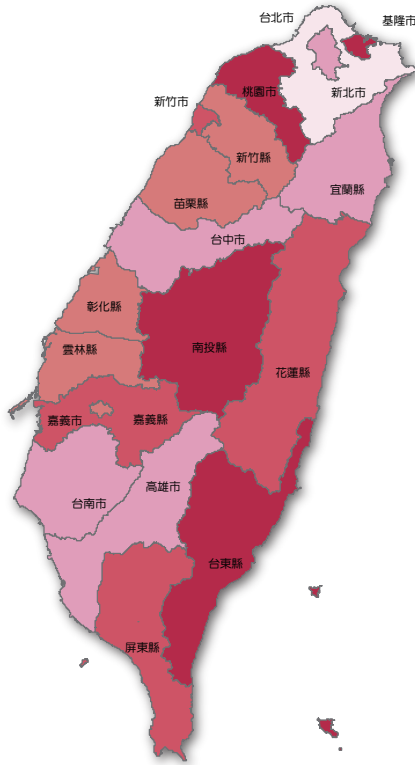 台北市
基隆市
桃園市
新北市
新竹市
新竹縣
宜蘭縣
苗栗縣
台中市
彰化縣
南投縣
雲林縣
花蓮縣
嘉義市
嘉義縣
高雄市
台南市
台東縣
屏東縣